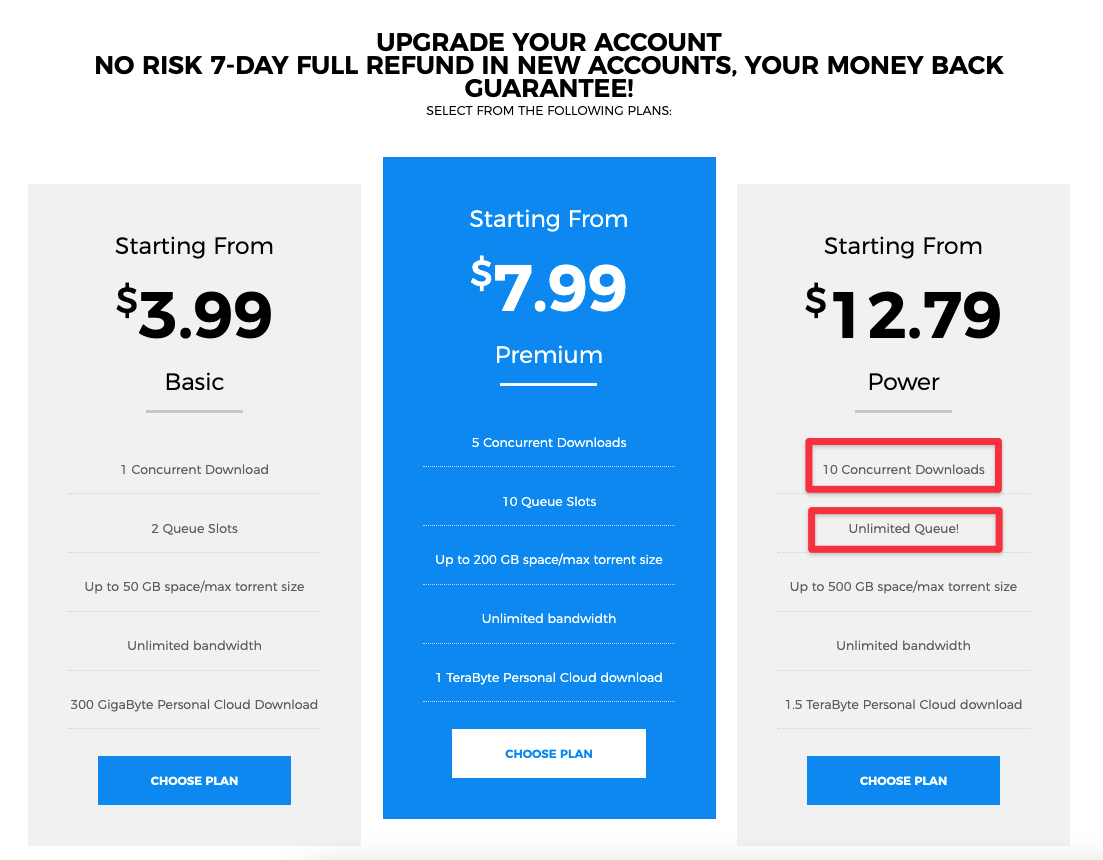 UPGRADE YOUR ACCOUNT
NO RISK 7-DAY FULL REFUND IN NEW ACCOUNTS, YOUR MONEY BACK
GUARANTEE!
SELECT FROM THE FOLLOWING PLANS:
Starting From
$3.99
Basic
1 Concurrent Download
2 Queue Slots
Up to 50 GB space/max torrent size
Unlimited bandwidth
300 GigaByte Personal Cloud Download
CHOOSE PLAN
Starting From
$7.99
Premium
5 Concurrent Downloads
10 Queue Slots
Up to 200 GB space/max torrent size
Unlimited bandwidth
1 TeraByte Personal Cloud download
CHOOSE PLAN
Starting From
$12.79
Power
10 Concurrent Downloads
Unlimited Queue!
Up to 500 GB space/max torrent size
Unlimited bandwidth
1.5 TeraByte Personal Cloud download
CHOOSE PLAN